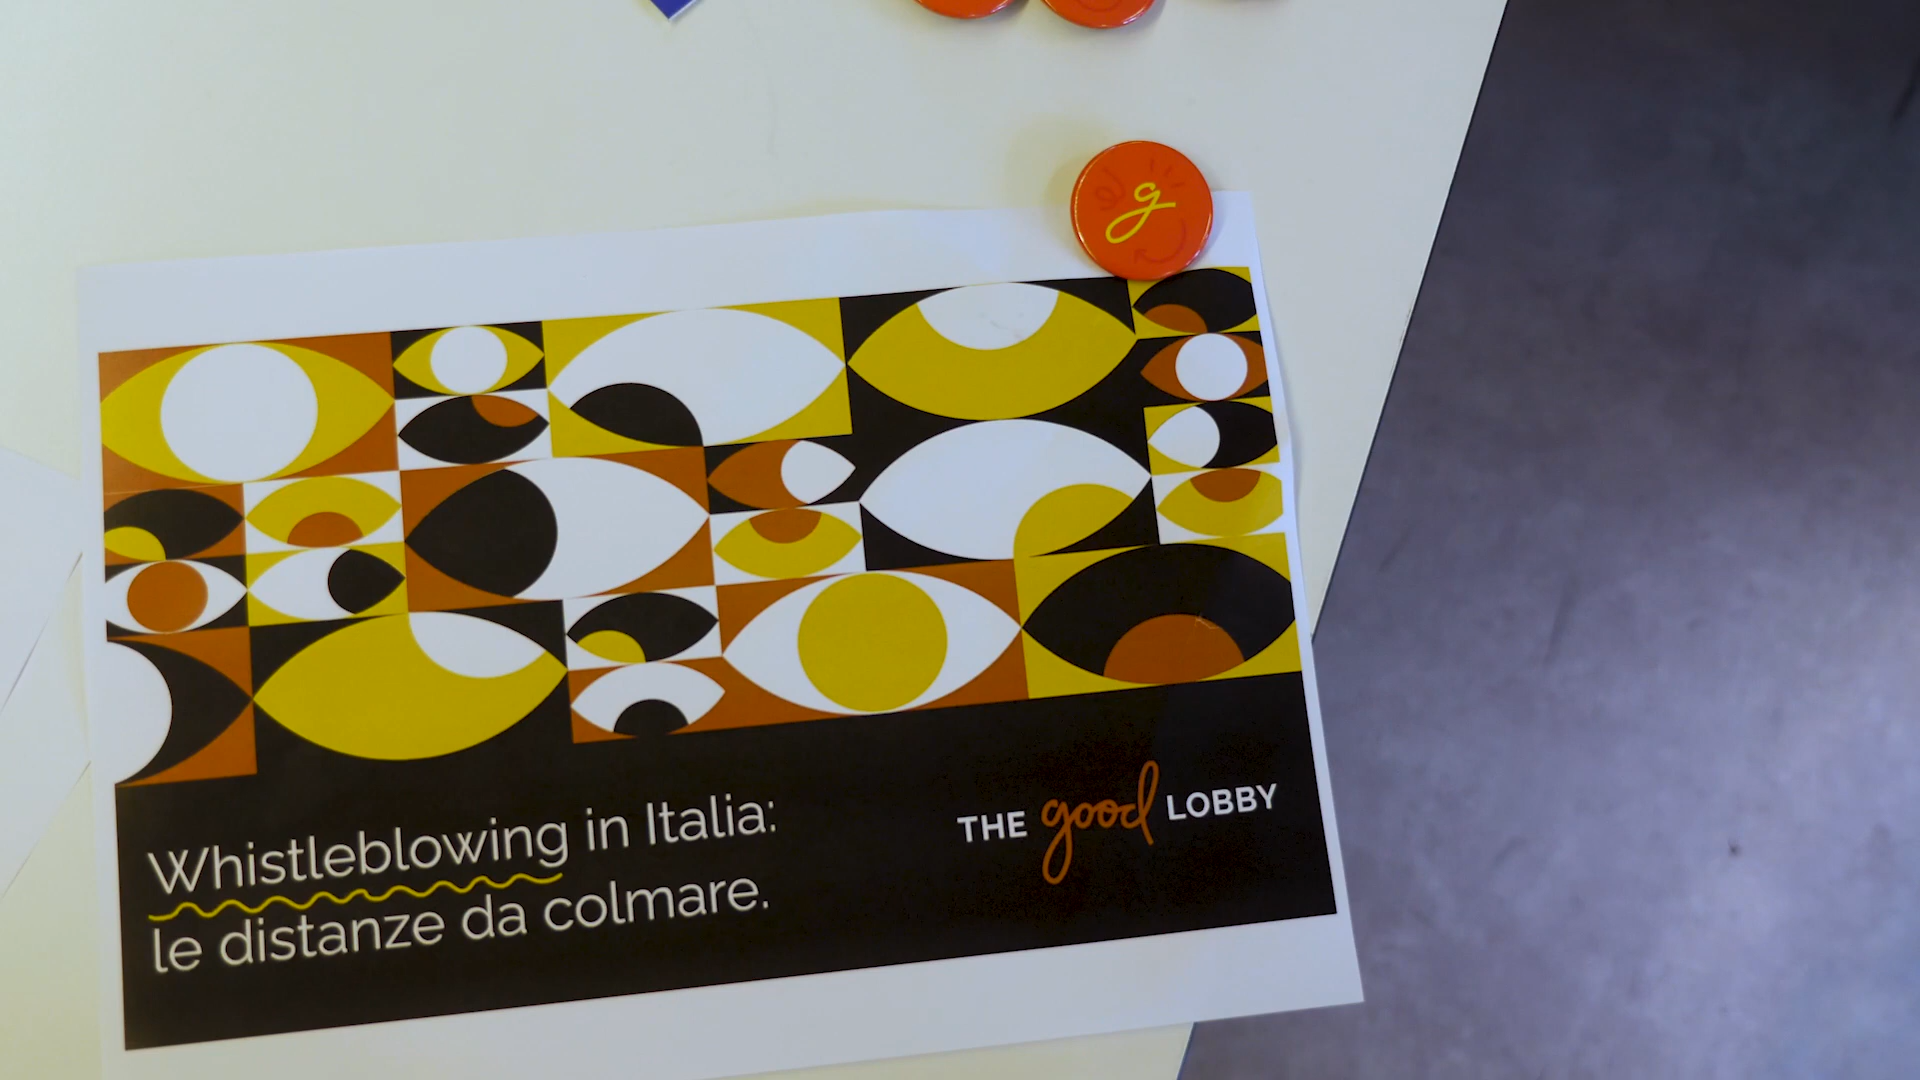 g
Whistleblowing in Italia:
le distanze da colmare.
THE good LOBBY